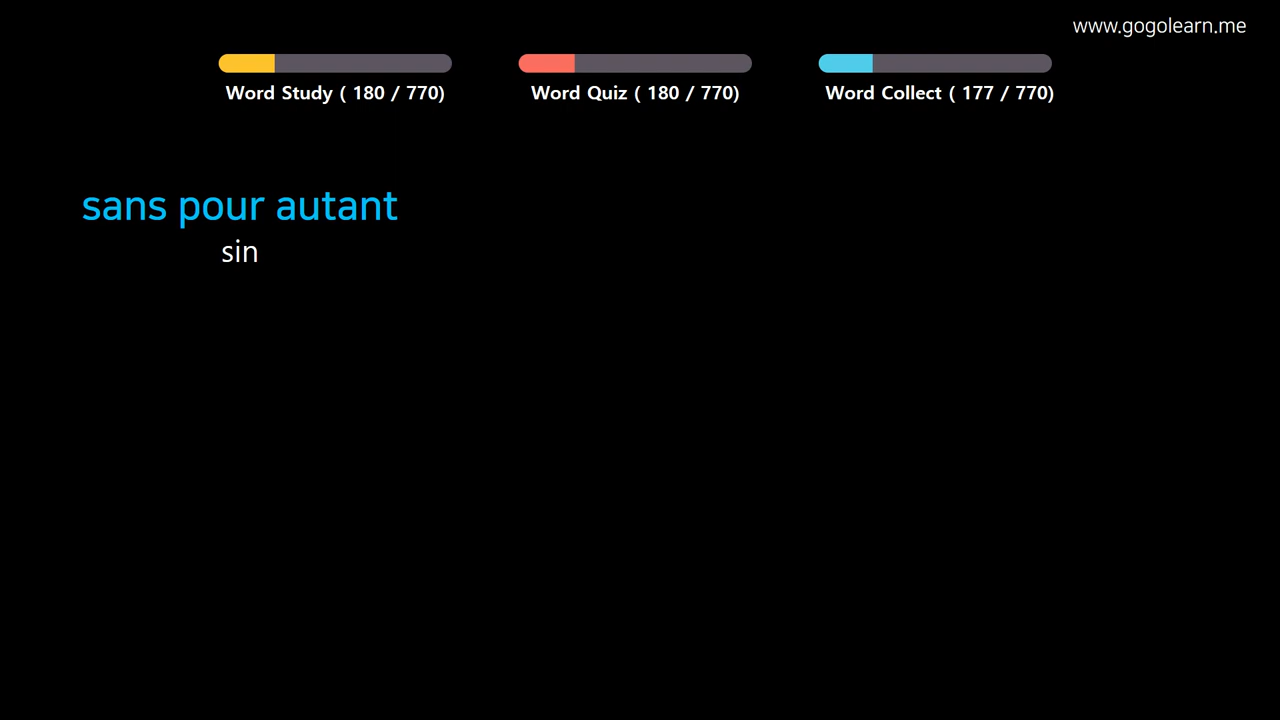 www.gogolearn.me
Word Study ( 180 / 770)
Word Quiz ( 180 / 770)
Word Collect ( 177 / 770)
sans pour autant
sin